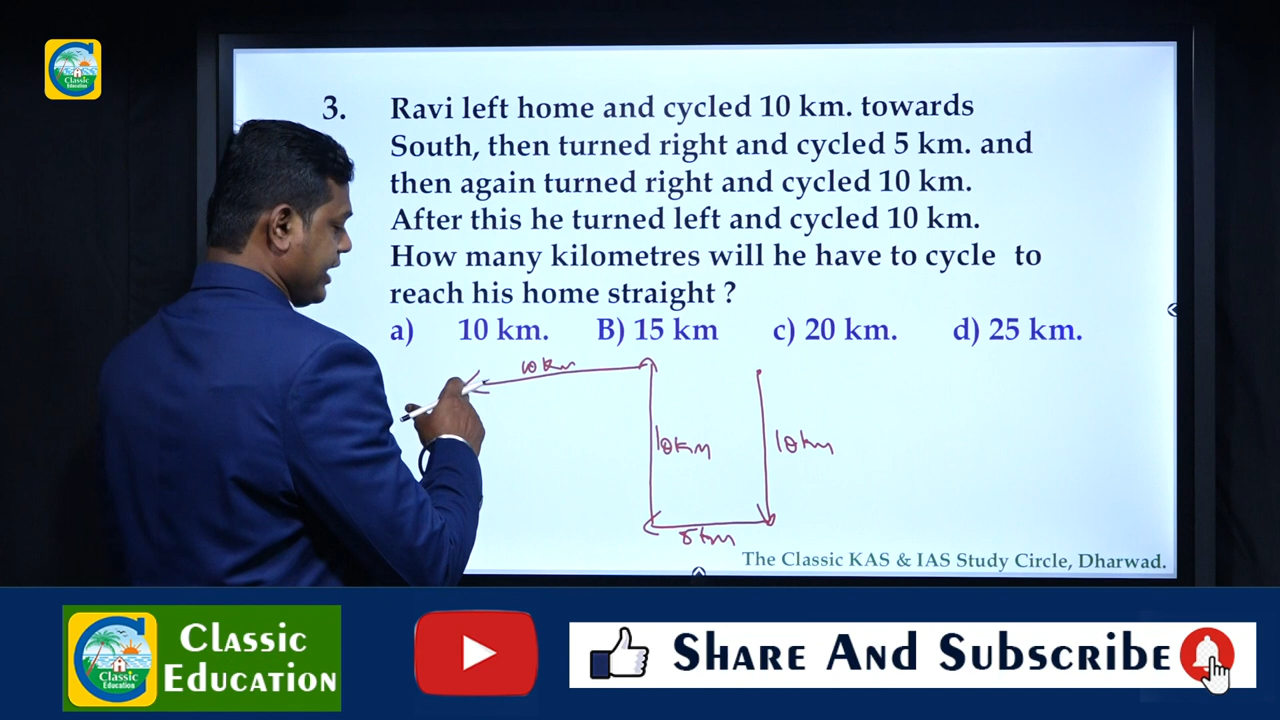 Classic
Education
3. Ravi left home and cycled 10 km. towards
South, then turned right and cycled 5 km. and
then again turned right and cycled 10 km.
After this he turned left and cycled 10 km.
How many kilometres will he have to cycle to
reach his home straight ?
a) 10 km. B) 15 km c) 20 km. d) 25 km.
10 km
10 km
10 km
5 km
The Classic KAS & IAS Study Circle, Dharwad.
Classic
Education
Classic
Education
Share And Subscribe